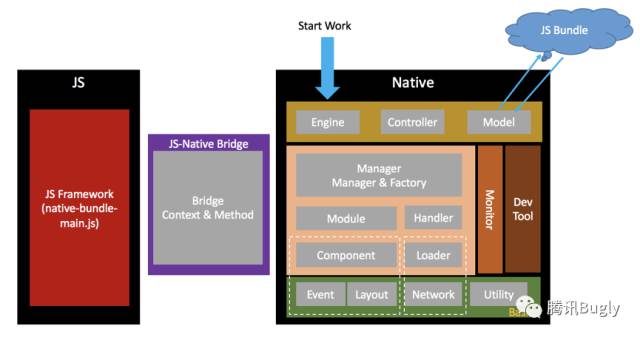 Start Work
JS Bundle
JS
Native
Engine
Controller
Model
JS Framework
(native-bundle-
main.js)
JS-Native Bridge
Bridge
Context & Method
Manager
Manager & Factory
Module
Handler
Component
Loader
Monitor
Dev
Tool
Event
Layout
Network
Utility
腾讯Bugly